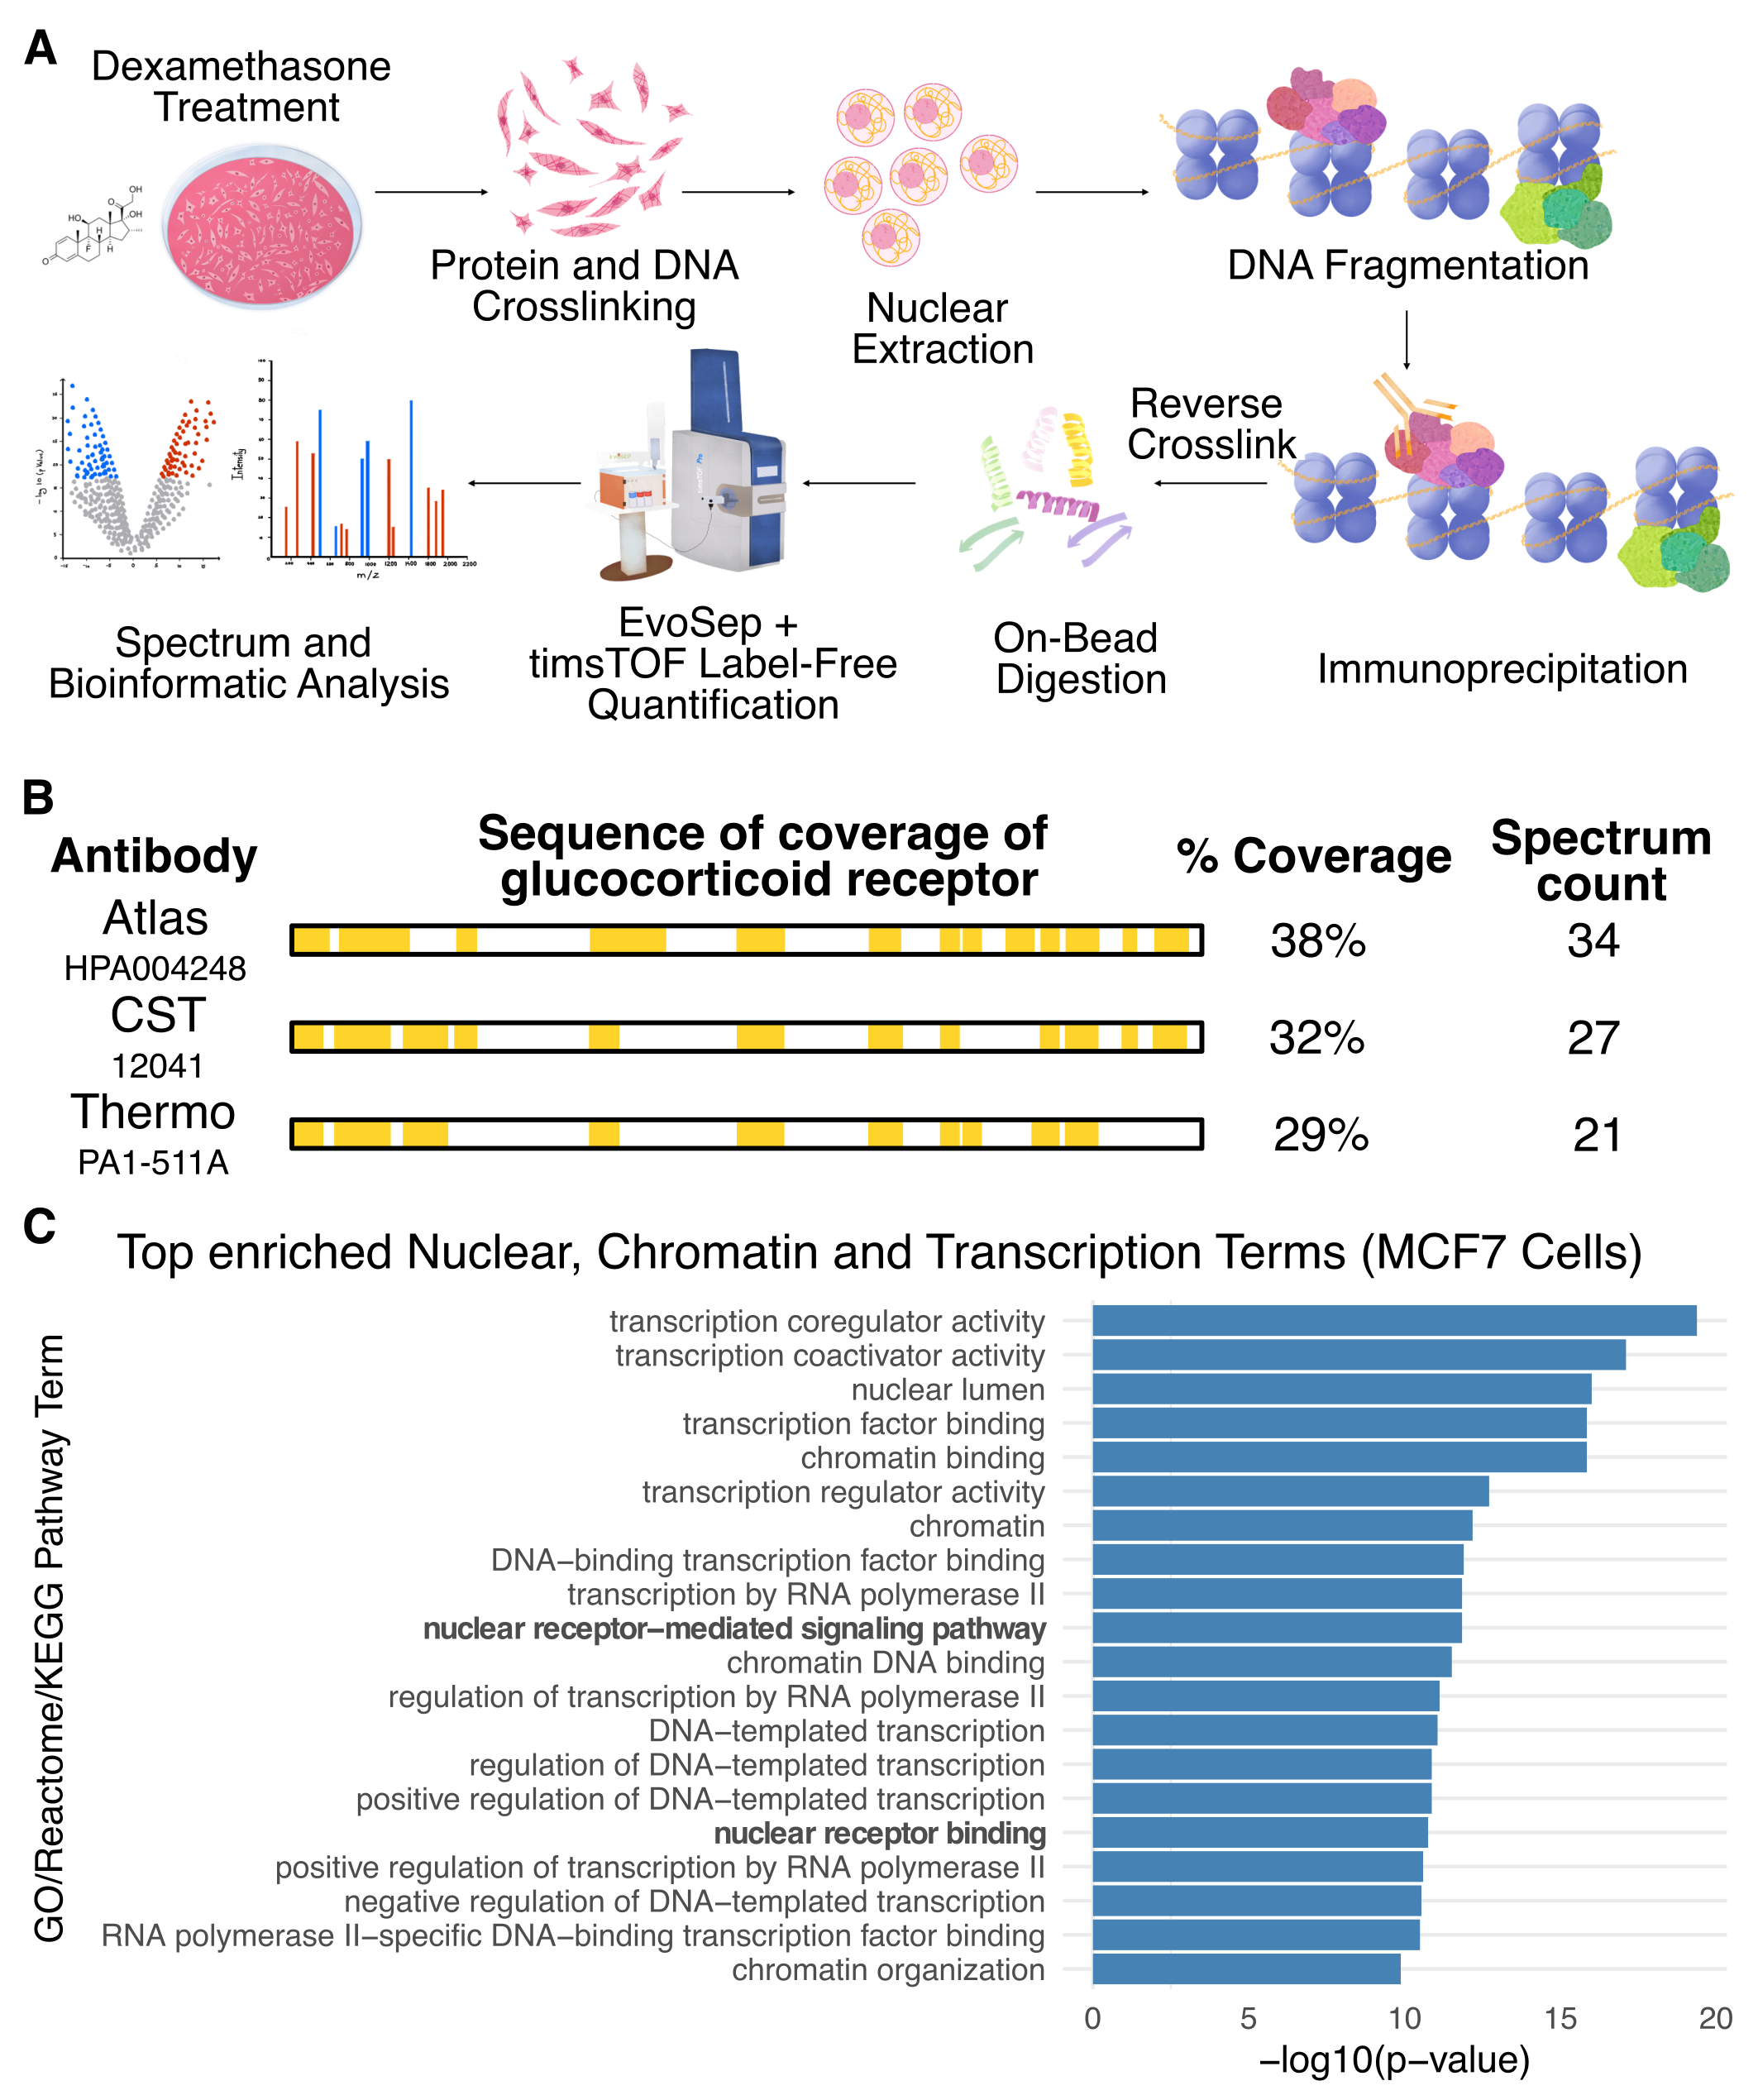 A
Dexamethasone
Treatment
OH
O
OH
HO
H
F
H
O
Protein and DNA
Crosslinking
Nuclear
Extraction
DNA Fragmentation
Reverse
Crosslink
Immunoprecipitation
On-Bead
Digestion
EvoSep +
timsTOF Label-Free
Quantification
Intensity
m/z
Spectrum and
Bioinformatic Analysis
B
Antibody
Sequence of coverage of
glucocorticoid receptor
% Coverage
Spectrum
count
Atlas
HPA004248
38%
34
CST
12041
32%
27
Thermo
PA1-511A
29%
21
C
Top enriched Nuclear, Chromatin and Transcription Terms (MCF7 Cells)
GO/Reactome/KEGG Pathway Term
transcription coregulator activity
transcription coactivator activity
nuclear lumen
transcription factor binding
chromatin binding
transcription regulator activity
chromatin
DNA−binding transcription factor binding
transcription by RNA polymerase II
nuclear receptor−mediated signaling pathway
chromatin DNA binding
regulation of transcription by RNA polymerase II
DNA−templated transcription
regulation of DNA−templated transcription
positive regulation of DNA−templated transcription
nuclear receptor binding
positive regulation of transcription by RNA polymerase II
negative regulation of DNA−templated transcription
RNA polymerase II−specific DNA−binding transcription factor binding
chromatin organization
0 5 10 15 20
−log10(p−value)